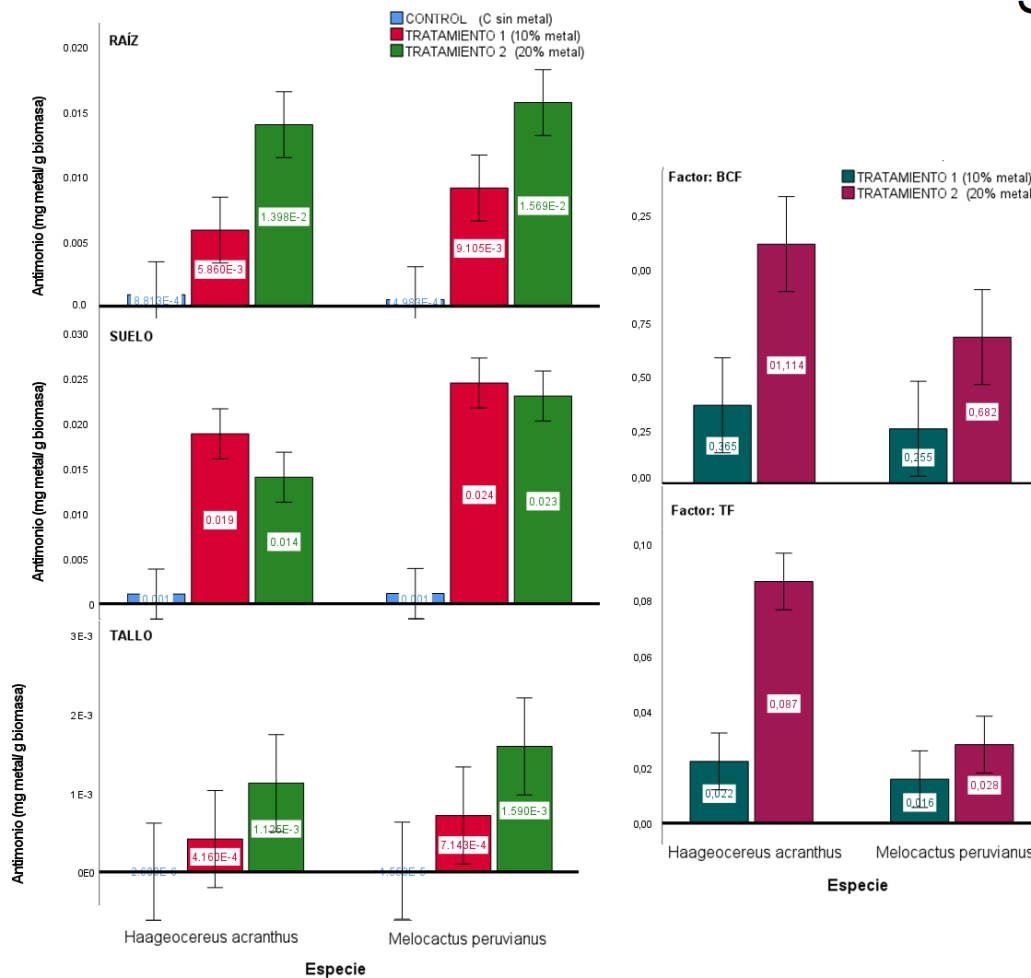 CONTROL (C sin metal)
TRATAMIENTO 1 (10% metal)
TRATAMIENTO 2 (20% metal)
RAÍZ
Antimonio (mg metal/ g biomasa)
0.020
0.015
0.010
0.005
0.0
8.813E-4
5.860E-3
1.398E-2
4.983E-4
9.105E-3
1.569E-2
SUELO
Antimonio (mg metal/ g biomasa)
0.030
0.025
0.020
0.015
0.010
0.005
0
0.001
0.019
0.014
0.001
0.024
0.023
TALLO
Antimonio (mg metal/ g biomasa)
3E-3
2E-3
1E-3
0E0
4.160E-4
1.125E-3
7.143E-4
1.590E-3
Haageocereus acranthus
Melocactus peruvianus
Especie
TRATAMIENTO 1 (10% metal)
TRATAMIENTO 2 (20% metal
Factor: BCF
0,25
0,00
0,75
0,50
0,25
0,00
0,365
01,114
0,255
0,682
Factor: TF
0,10
0,08
0,06
0,04
0,02
0,00
0,022
0,087
0,016
0,028
Haageocereus acranthus
Melocactus peruvianus
Especie